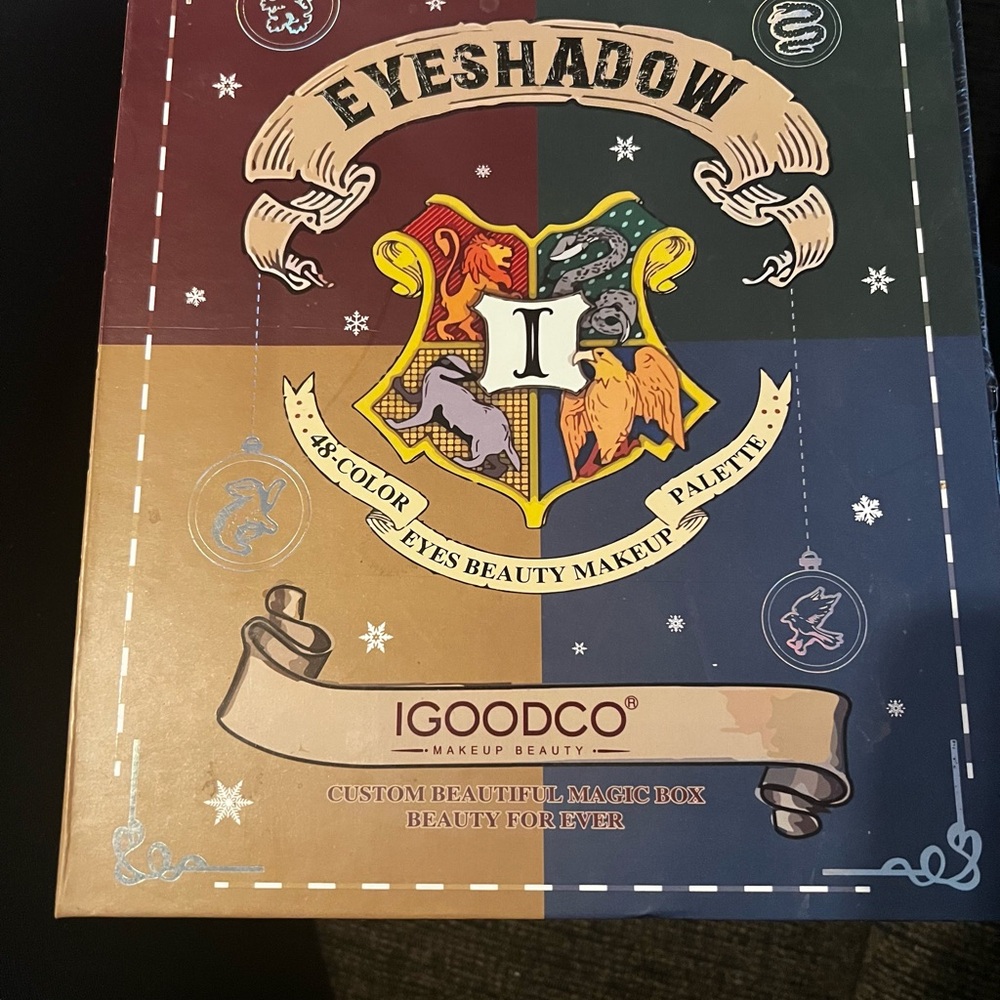 EYESHADOW
I
48-COLOR
EYES BEAUTY MAKEUP
PALETTE
IGOODCO®
MAKEUP BEAUTY
CUSTOM BEAUTIFUL MAGIC BOX
BEAUTY FOR EVER